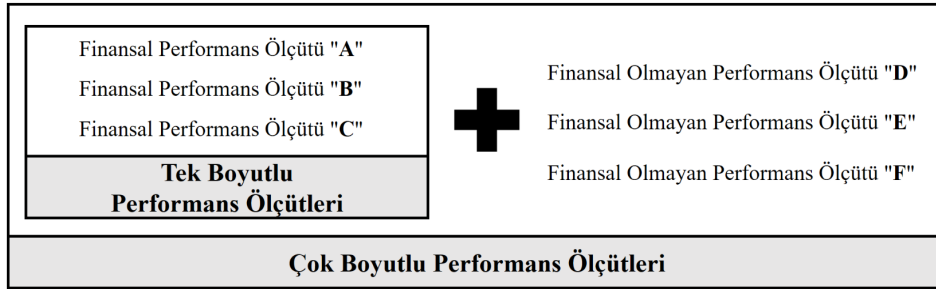 Finansal Performans Ölçütü "A"
Finansal Performans Ölçütü "B"
Finansal Performans Ölçütü "C"
Tek Boyutlu
Performans Ölçütleri
Finansal Olmayan Performans Ölçütü "D"
Finansal Olmayan Performans Ölçütü "E"
Finansal Olmayan Performans Ölçütü "F"
Çok Boyutlu Performans Ölçütleri